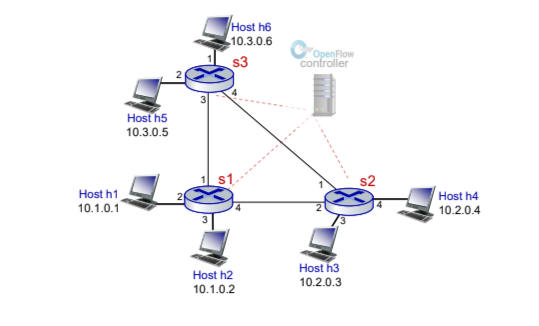 Host h6
10.3.0.6
1
s3
OpenFlow
controller
2
3
4
Host h5
10.3.0.5
1
s1
Host h1
10.1.0.1
2
3
4
Host h2
10.1.0.2
1
s2
2
3
4
Host h4
10.2.0.4
Host h3
10.2.0.3